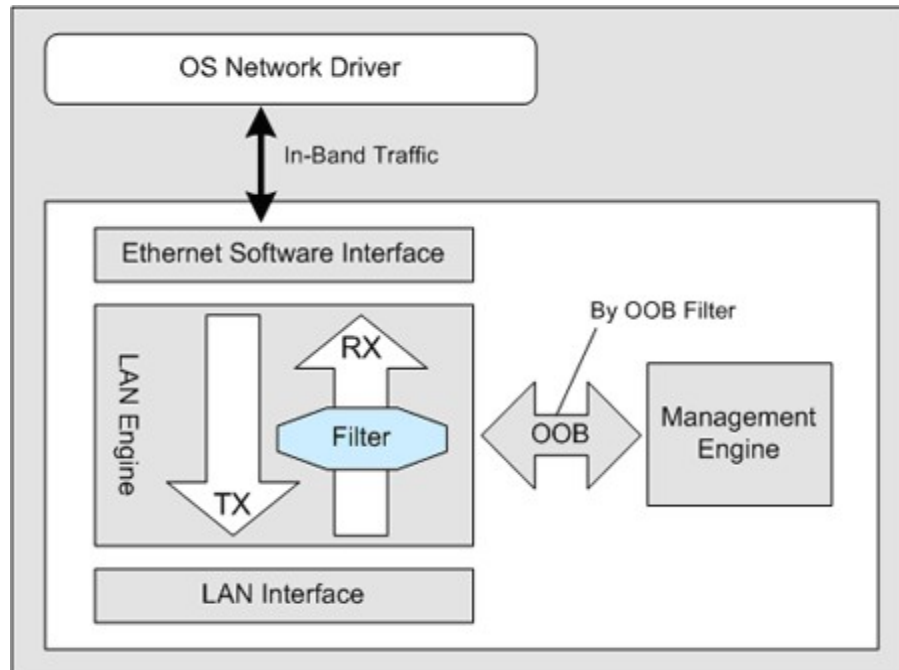 OS Network Driver
In-Band Traffic
Ethernet Software Interface
By OOB Filter
LAN Engine
RX
Filter
TX
OOB
Management
Engine
LAN Interface